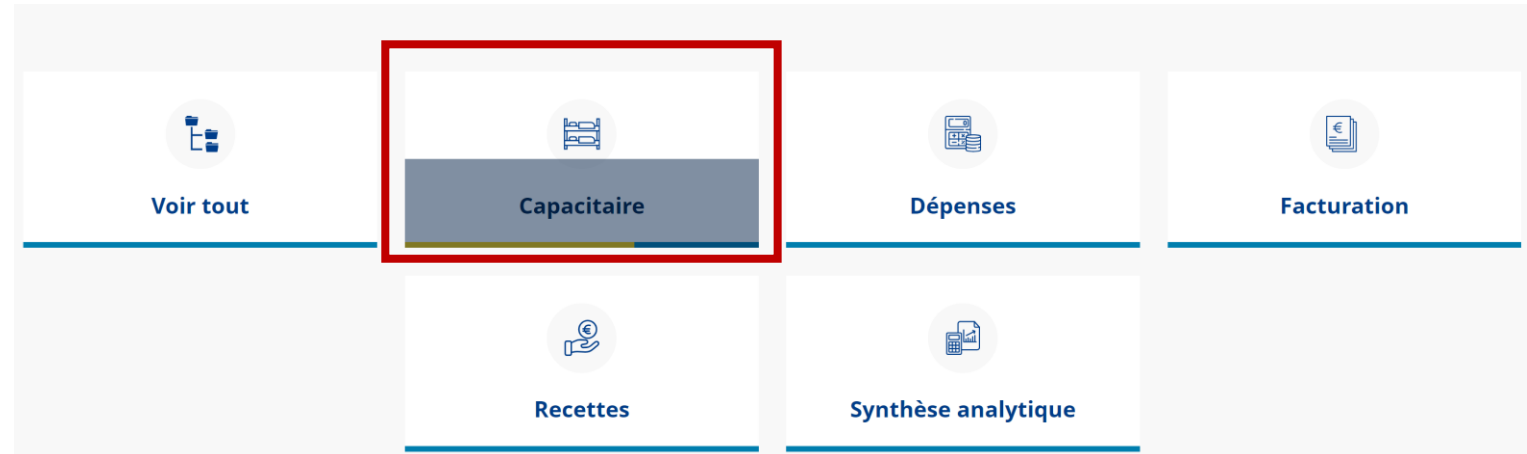 Voir tout
Capacitaire
Dépenses
Facturation
Recettes
Synthèse analytique